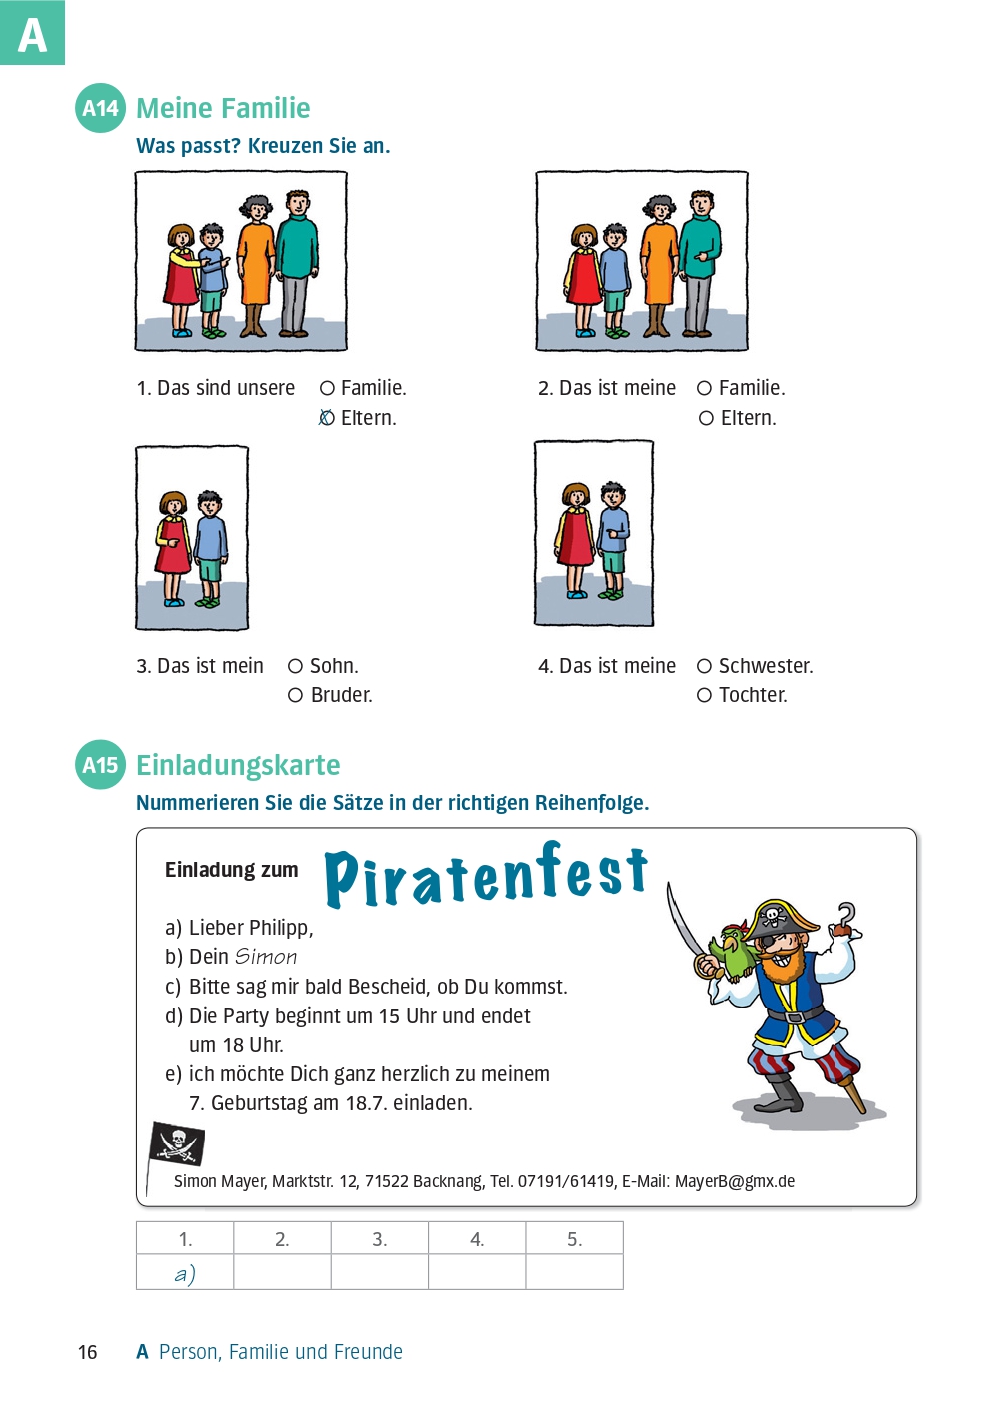 A
A14 Meine Familie
Was passt? Kreuzen Sie an.
1. Das sind unsere Familie.
Eltern.
2. Das ist meine Familie.
Eltern.
3. Das ist mein Sohn.
Bruder.
4. Das ist meine Schwester.
Tochter.
A15 Einladungskarte
Nummerieren Sie die Sätze in der richtigen Reihenfolge.
Einladung zum Piratenfest
a) Lieber Philipp,
b) Dein Simon
c) Bitte sag mir bald Bescheid, ob Du kommst.
d) Die Party beginnt um 15 Uhr und endet
um 18 Uhr.
e) ich möchte Dich ganz herzlich zu meinem
7. Geburtstag am 18.7. einladen.
Simon Mayer, Marktstr. 12, 71522 Backnang, Tel. 07191/61419, E-Mail: MayerB@gmx.de
1. 2. 3. 4. 5.
a)
16 A Person, Familie und Freunde